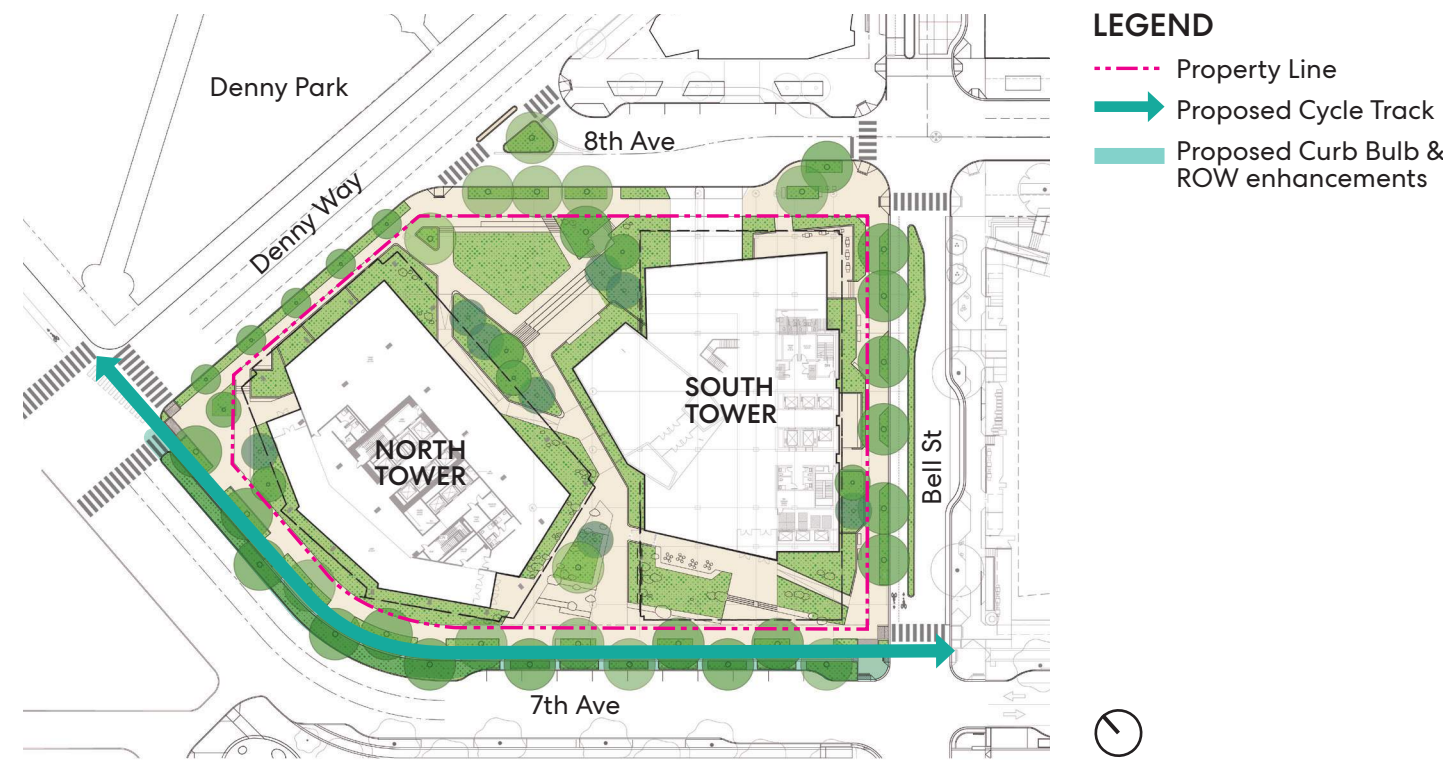 LEGEND
Property Line
Proposed Cycle Track
Proposed Curb Bulb &
ROW enhancements
Denny Park
8th Ave
Denny Way
SOUTH
TOWER
NORTH
TOWER
Bell St
7th Ave